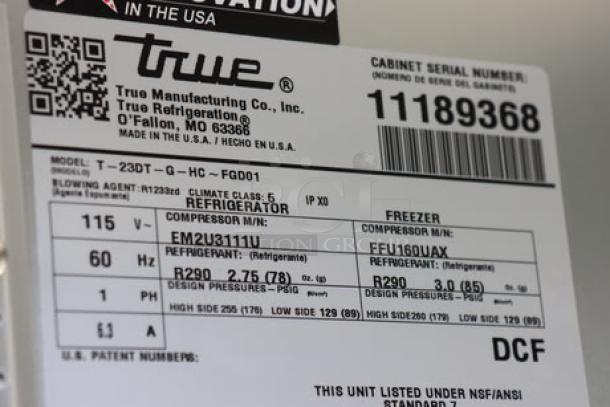 OVATION
IN THE USA
true®
True Manufacturing Co., Inc.
True Refrigeration®
O'Fallon, MO 63366
MADE IN THE U.S.A. / HECHO EN U.S.A.
CABINET SERIAL NUMBER:
(NÚMERO DE SERIE DEL GABINETE)
11189368
MODEL: T-23DT-G-HC~FGD01
(MODELO)
BLOWING AGENT: R1233zd CLIMATE CLASS: 5 IP X0
(Agente Espumante)
REFRIGERATOR FREEZER
115 V~
COMPRESSOR M/N: COMPRESSOR M/N:
EM2U3111U FFU160UAX
60 Hz
REFRIGERANT: (Refrigerante) REFRIGERANT: (Refrigerante)
R290 2.75 (78) Oz. (g) R290 3.0 (85) Oz. (g)
1 PH
DESIGN PRESSURES-PSIG DESIGN PRESSURES-PSIG
HIGH SIDE 255 (176) LOW SIDE 129 (89) HIGH SIDE 260 (179) LOW SIDE 129 (89)
6.3 A
U.S. PATENT NUMBERS:
DCF
THIS UNIT LISTED UNDER NSF/ANSI
STANDARD 7